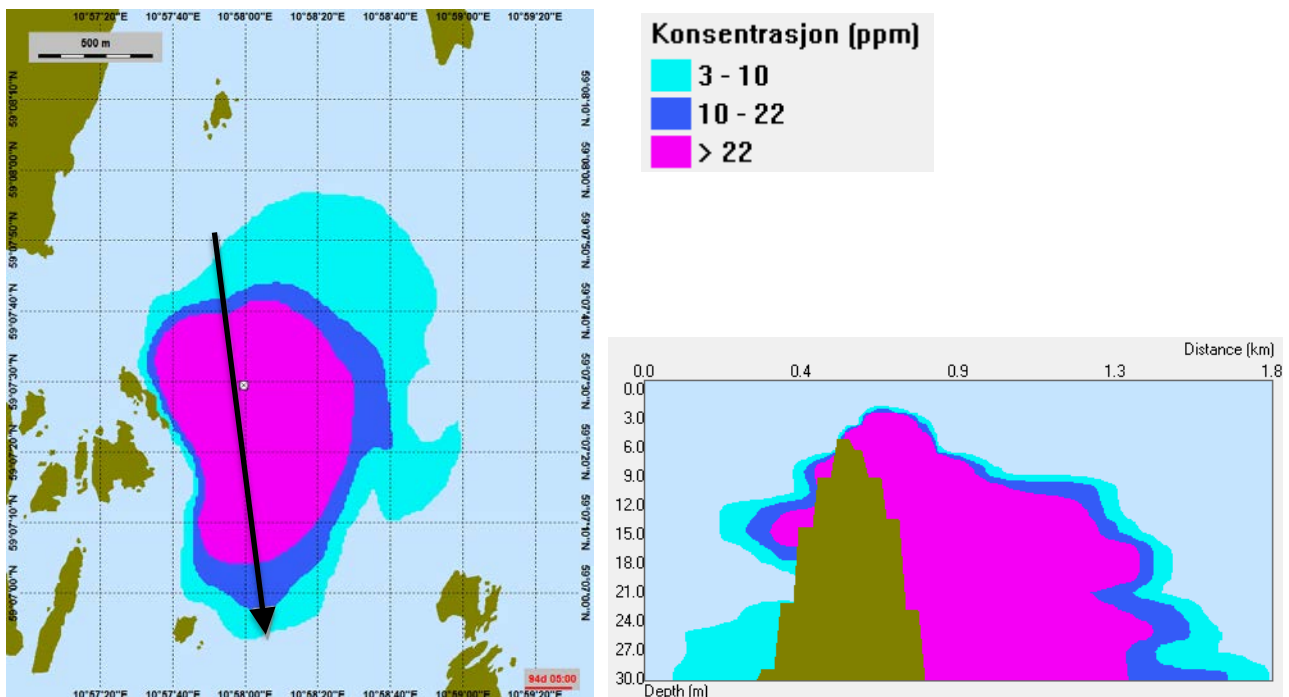 10°57'20"E 10°57'40"E 10°58'00"E 10°58'20"E 10°58'40"E 10°59'00"E 10°59'20"E
500 m
59°08'10"N
59°08'00"N
59°07'50"N
59°07'40"N
59°07'30"N
59°07'20"N
59°07'10"N
59°07'00"N
59°08'10"N
59°08'00"N
59°07'50"N
59°07'40"N
59°07'30"N
59°07'20"N
59°07'10"N
59°07'00"N
94d 05:00
10°57'20"E 10°57'40"E 10°58'00"E 10°58'20"E 10°58'40"E 10°59'00"E 10°59'20"E
Konsentrasjon (ppm)
3 - 10
10 - 22
> 22
Distance (km)
0.0 0.4 0.9 1.3 1.8
0.0
3.0
6.0
9.0
12.0
15.0
18.0
21.0
24.0
27.0
30.0
Depth (m)